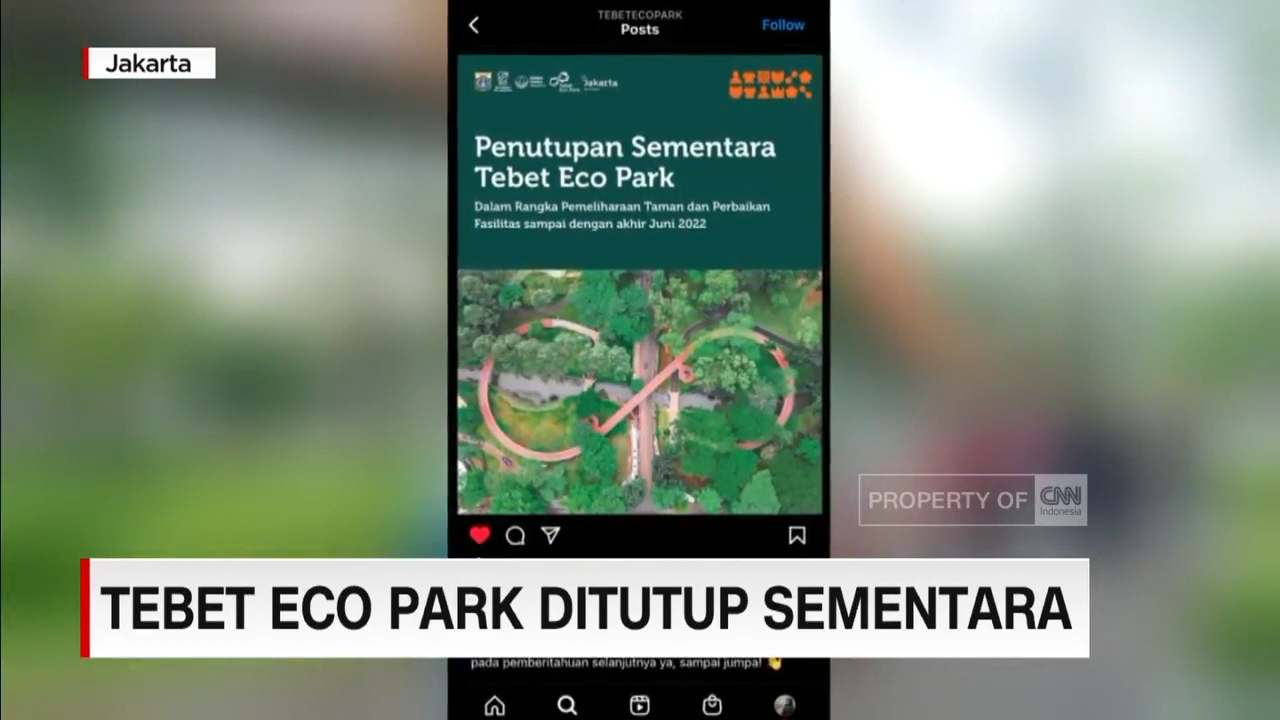 Jakarta
TEBETECOPARK
Posts
Follow
Jakarta
Penutupan Sementara
Tebet Eco Park
Dalam Rangka Pemeliharaan Taman dan Perbaikan
Fasilitas sampai dengan akhir Juni 2022
PROPERTY OF CNN
Indonesia
TEBET ECO PARK DITUTUP SEMENTARA
pada pemberitahuan selanjutnya ya, sampai jumpa!